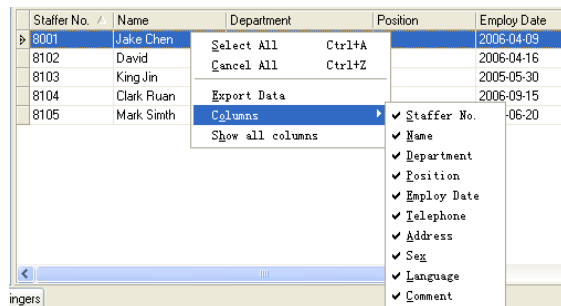 Staffer No. Name Department Position Employ Date
8001 Jake Chen 2006-04-09
8102 David 2006-04-16
8103 King Jin 2005-05-30
8104 Clark Ruan 2006-09-15
8105 Mark Simth -06-20
Select All Ctrl+A
Cancel All Ctrl+Z
Export Data
Columns
Show all columns
Staffer No.
Name
Department
Position
Employ Date
Telephone
Address
Sex
Language
Comment
ingers